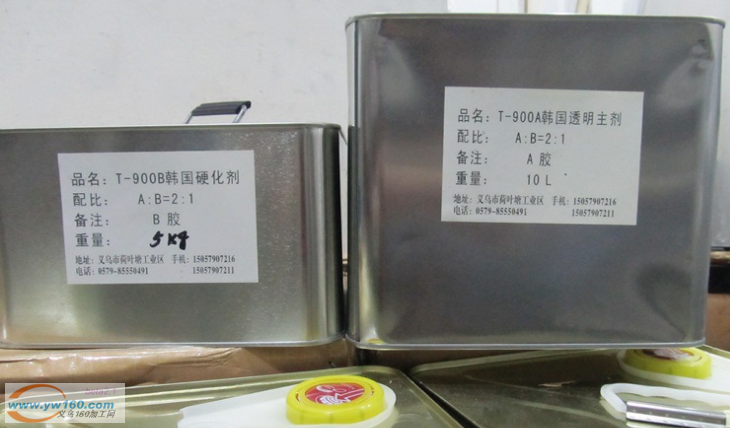 品名：T-900B韩国硬化剂
配比：A:B=2:1
备注：B 胶
重量：5Kg
地址：义乌市荷叶塘工业区 手机：15057907216
电话：0579-85550491 15057907211
品名：T-900A韩国透明主剂
配比：A:B=2:1
备注：A 胶
重量：10 L
地址：义乌市荷叶塘工业区 手机：15057907216
电话：0579-85550491 15057907211
www.yw160.com
义乌160加工网